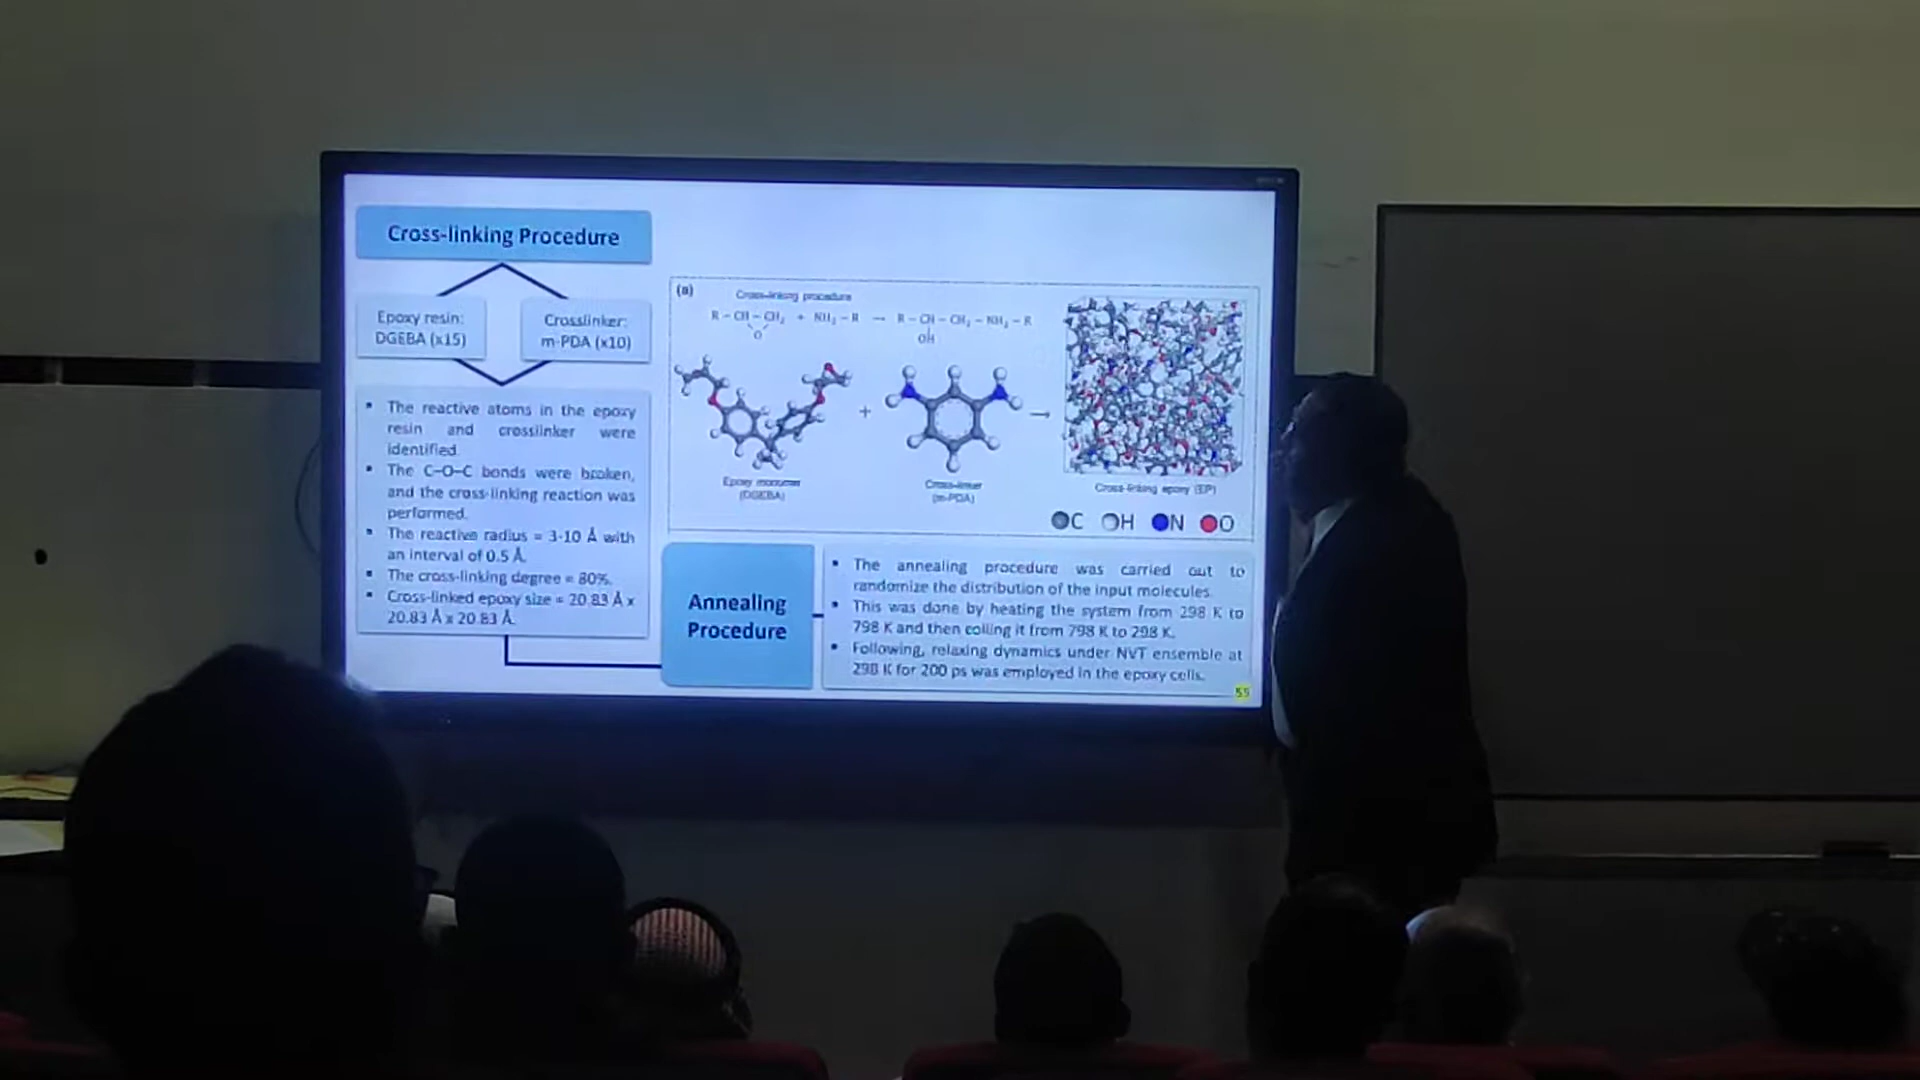 Cross-linking Procedure
Epoxy resin:
DGEBA (x15)
Crosslinker:
m-PDA (x10)
▪ The reactive atoms in the epoxy
resin and crosslinker were
identified.
▪ The C–O–C bonds were broken,
and the cross-linking reaction was
performed.
▪ The reactive radius = 3-10 Å with
an interval of 0.5 Å.
▪ The cross-linking degree = 80%.
▪ Cross-linked epoxy size = 20.83 Å x
20.83 Å x 20.83 Å.
(a)
Cross-linking procedure
R – CH – CH₂ + NH₂ – R → R – CH – CH₂ – NH₂ – R
O
OH
+
→
Epoxy monomer
(DGEBA)
Cross-linker
(m-PDA)
Cross-linking epoxy (EP)
C H N O
Annealing
Procedure
▪ The annealing procedure was carried out to
randomize the distribution of the input molecules.
▪ This was done by heating the system from 298 K to
798 K and then colling it from 798 K to 298 K.
▪ Following, relaxing dynamics under NVT ensemble at
298 K for 200 ps was employed in the epoxy cells.
55